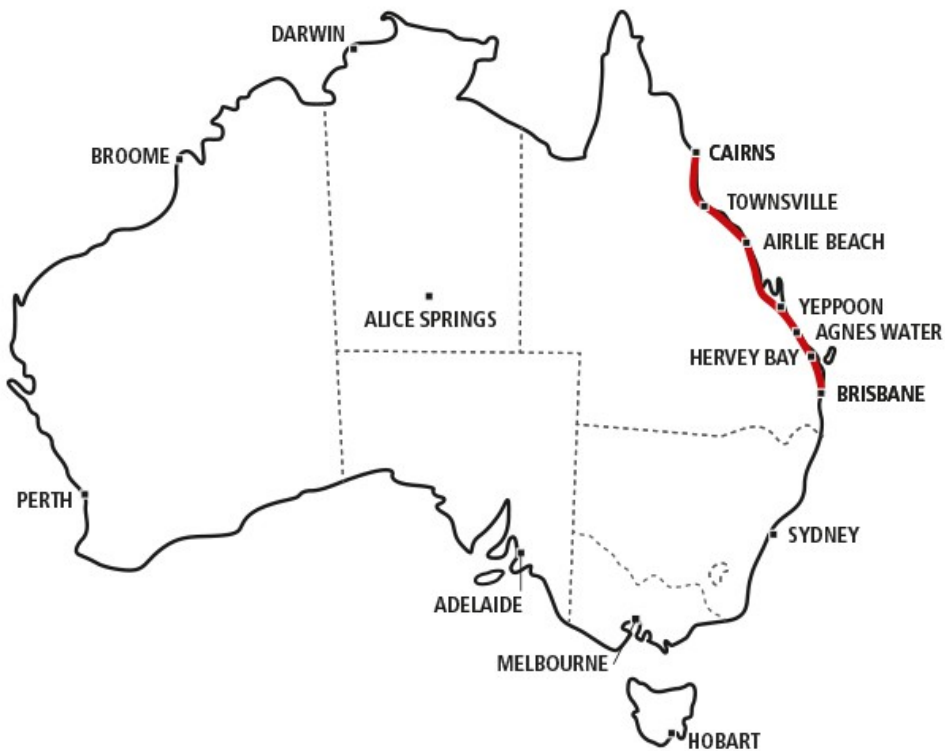 DARWIN
BROOME
CAIRNS
TOWNSVILLE
AIRLIE BEACH
ALICE SPRINGS
YEPPOON
AGNES WATER
HERVEY BAY
BRISBANE
PERTH
SYDNEY
ADELAIDE
MELBOURNE
HOBART